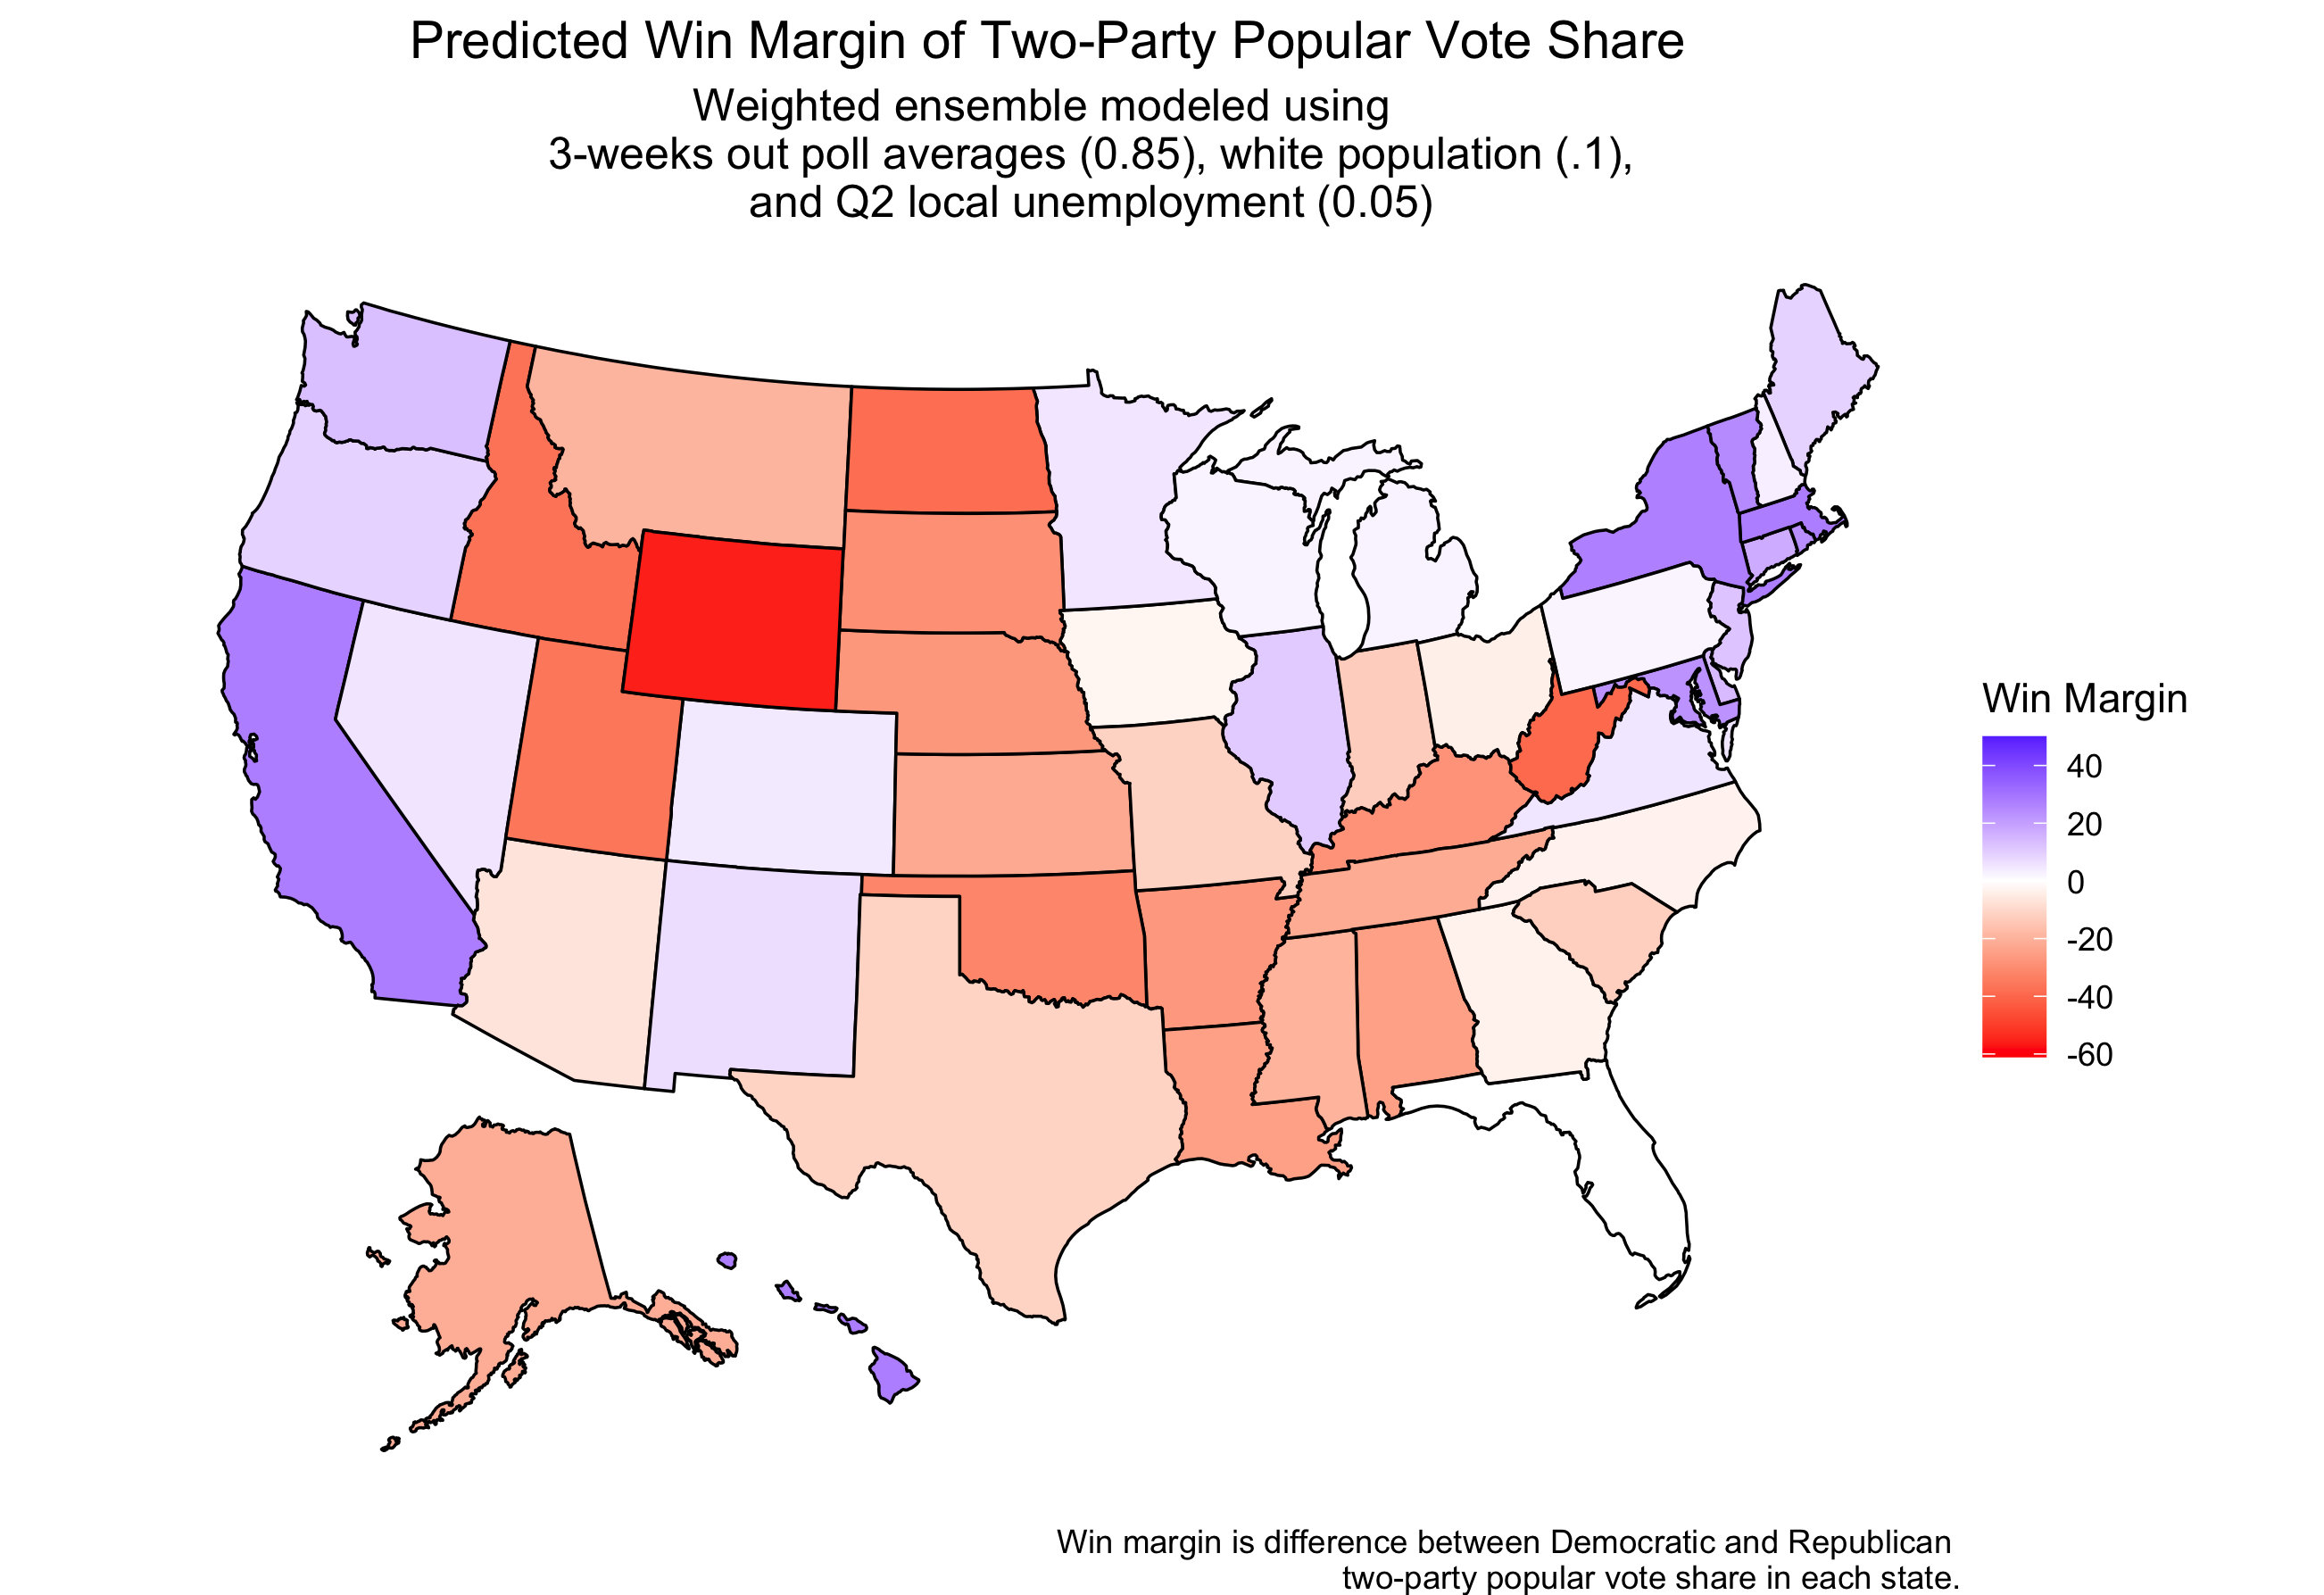 Predicted Win Margin of Two-Party Popular Vote Share
Weighted ensemble modeled using
3-weeks out poll averages (0.85), white population (.1),
and Q2 local unemployment (0.05)
Win Margin
40
20
0
-20
-40
-60
Win margin is difference between Democratic and Republican
two-party popular vote share in each state.